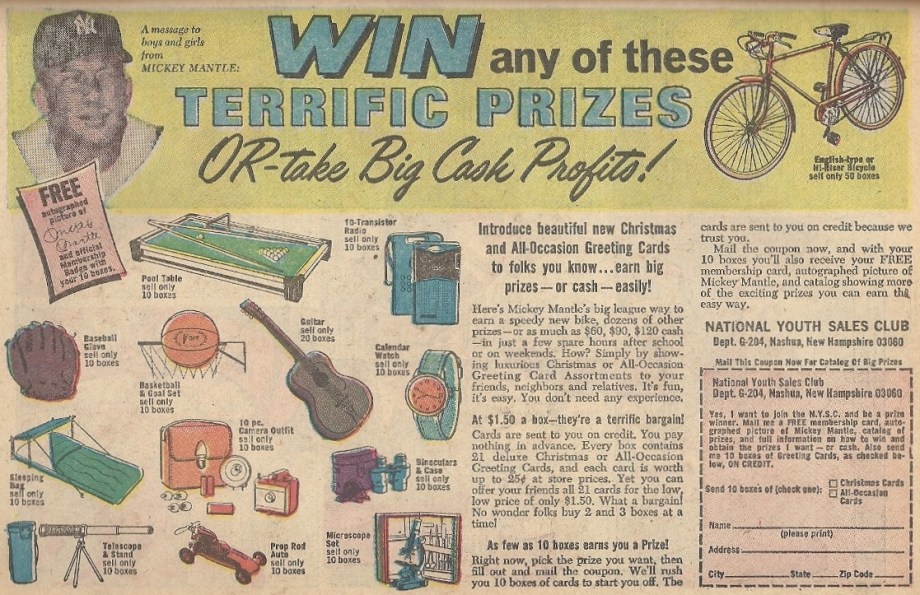 NY
A message to
boys and girls
from
MICKEY MANTLE:
WIN any of these
TERRIFIC PRIZES
OR-take Big Cash Profits!
English-type or
Hi-Riser Bicycle
sell only 50 boxes
FREE
autographed
picture of
Mickey
Mantle
and official
Membership
Badge with
your 10 boxes.
Pool Table
sell only
10 boxes
10-Transistor
Radio
sell only
10 boxes
Baseball
Glove
sell only
10 boxes
Basketball
& Goal Set
sell only
10 boxes
Guitar
sell only
20 boxes
Calendar
Watch
sell only
10 boxes
Sleeping
Bag
sell only
10 boxes
10 pc.
Camera Outfit
sell only
10 boxes
Binoculars
& Case
sell only
10 boxes
Telescope
& Stand
sell only
10 boxes
Prop Rod
Auto
sell only
10 boxes
Microscope
Set
sell only
10 boxes
Introduce beautiful new Christmas
and All-Occasion Greeting Cards
to folks you know...earn big
prizes—or cash—easily!
Here's Mickey Mantle's big league way to
earn a speedy new bike, dozens of other
prizes—or as much as $60, $90, $120 cash
—in just a few spare hours after school
or on weekends. How? Simply by show-
ing luxurious Christmas or All-Occasion
Greeting Card Assortments to your
friends, neighbors and relatives. It's fun,
it's easy. You don't need any experience.
At $1.50 a box—they're a terrific bargain!
Cards are sent to you on credit. You pay
nothing in advance. Every box contains
21 deluxe Christmas or All-Occasion
Greeting Cards, and each card is worth
up to 25¢ at store prices. Yet you can
offer your friends all 21 cards for the low,
low price of only $1.50. What a bargain!
No wonder folks buy 2 and 3 boxes at a
time!
As few as 10 boxes earns you a Prize!
Right now, pick the prize you want, then
fill out and mail the coupon. We'll rush
you 10 boxes of cards to start you off. The
cards are sent to you on credit because we
trust you.
Mail the coupon now, and with your
10 boxes you'll also receive your FREE
membership card, autographed picture of
Mickey Mantle, and catalog showing more
of the exciting prizes you can earn the
easy way.
NATIONAL YOUTH SALES CLUB
Dept. G-204, Nashua, New Hampshire 03060
Mail This Coupon Now For Catalog Of Big Prizes
National Youth Sales Club
Dept. G-204, Nashua, New Hampshire 03060
Yes, I want to join the N.Y.S.C. and be a prize
winner. Mail me a FREE membership card, auto-
graphed picture of Mickey Mantle, catalog of
prizes, and full information on how to win and
obtain the prizes I want—or cash. Also send
me 10 boxes of Greeting Cards, as checked be-
low, ON CREDIT.
Send 10 boxes of (check one): □ Christmas Cards
□ All-Occasion
Cards
Name
(please print)
Address
City State Zip Code